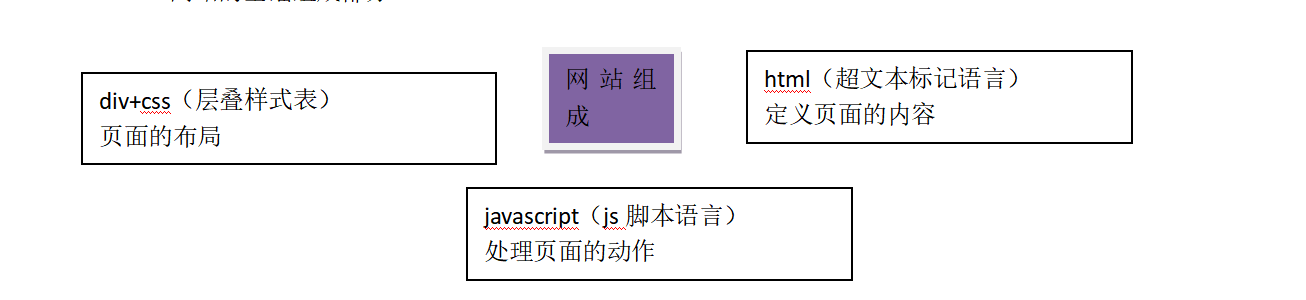 div+css（层叠样式表）
页面的布局
网站组
成
html（超文本标记语言）
定义页面的内容
javascript（js 脚本语言）
处理页面的动作